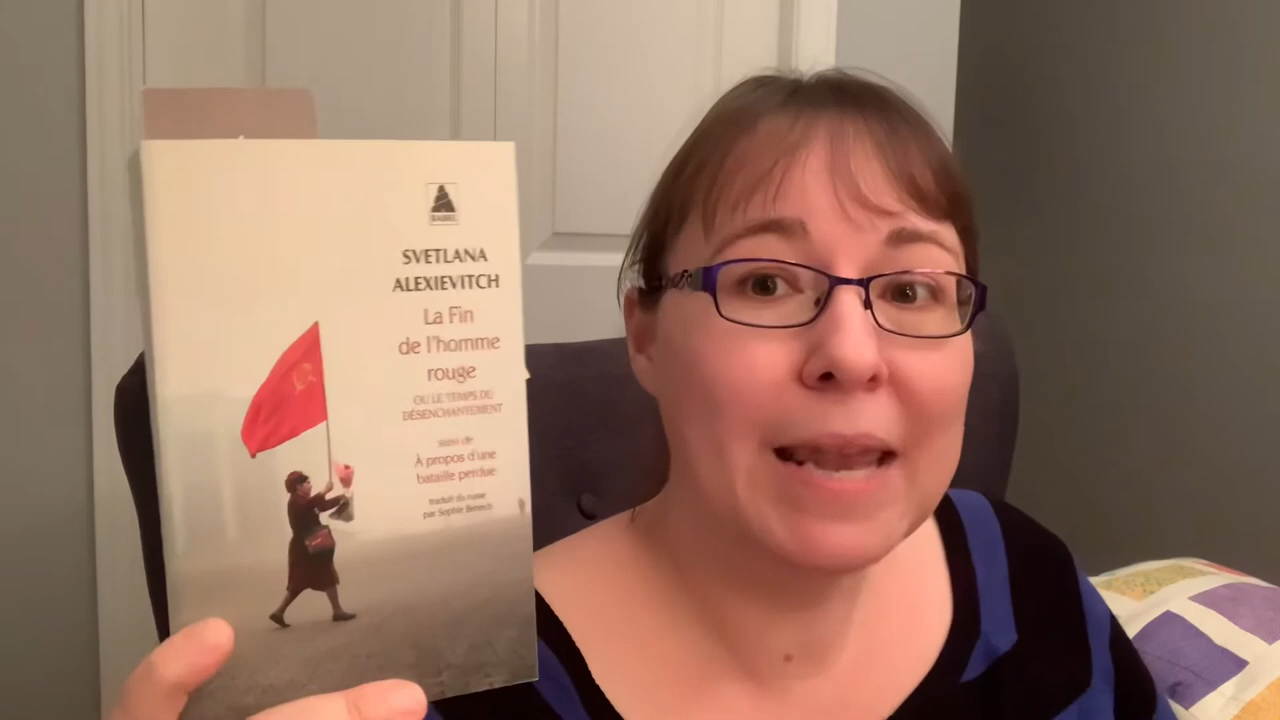 BABEL
SVETLANA
ALEXIEVITCH
La Fin
de l'homme
rouge
OU LE TEMPS DU
DÉSENCHANTEMENT
suivi de
À propos d'une
bataille perdue
traduit du russe
par Sophie Benech